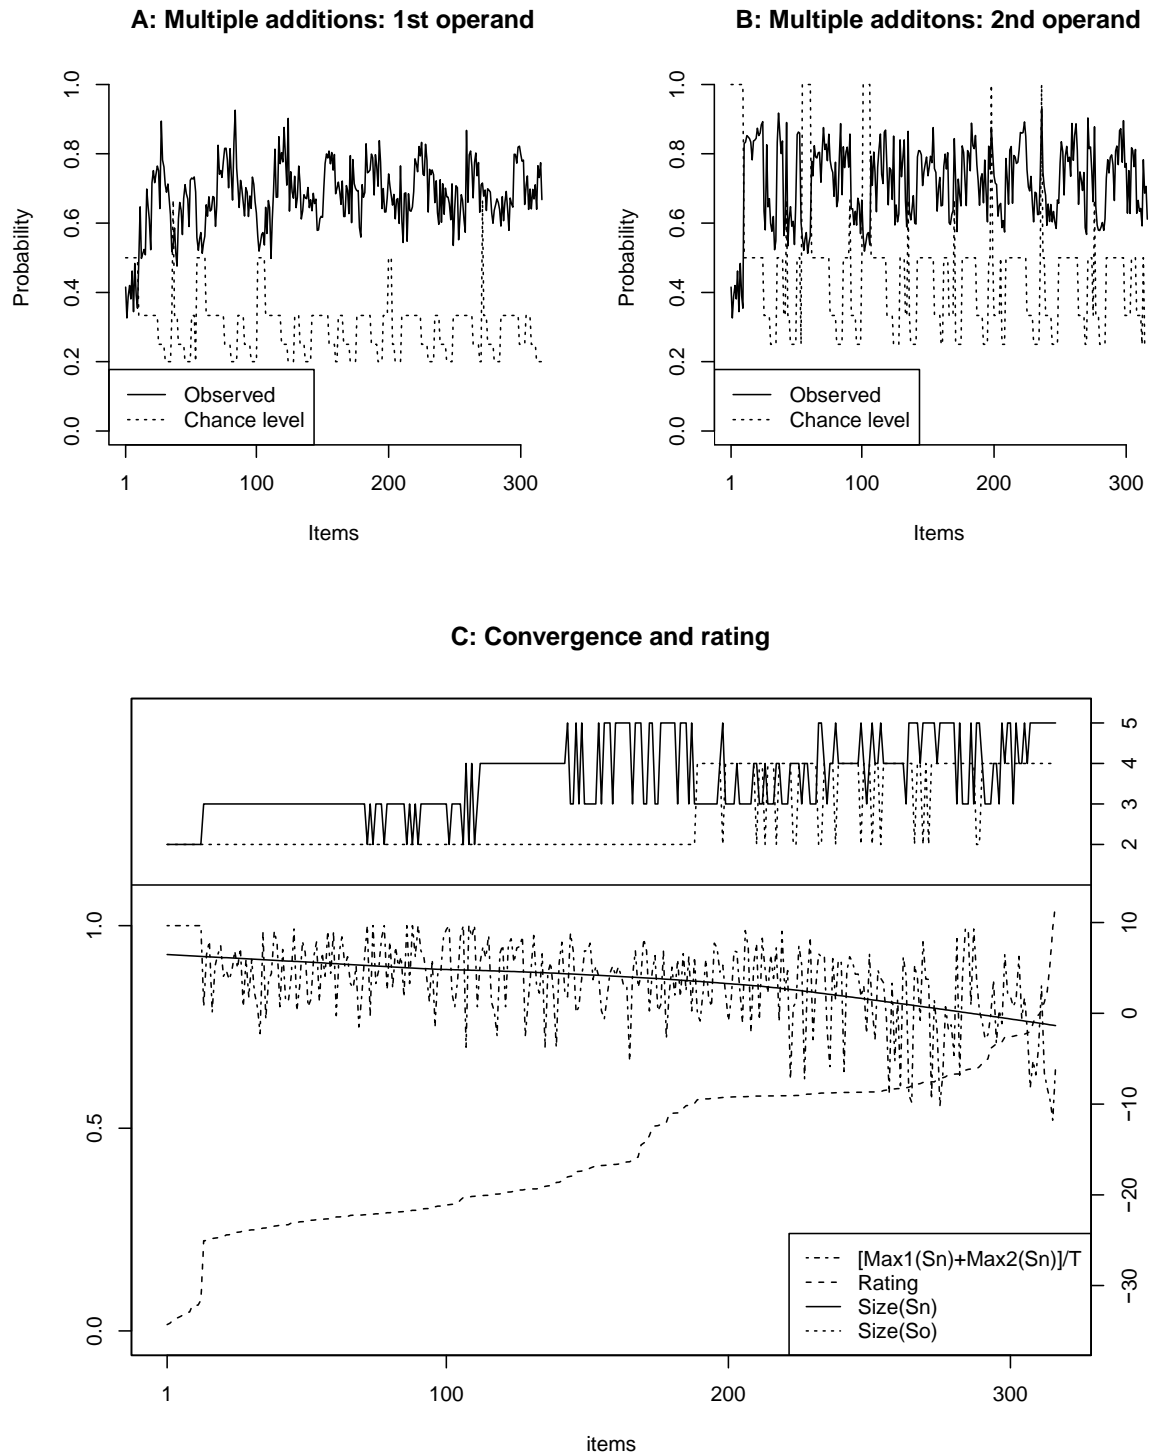 A: Multiple additions: 1st operand
B: Multiple additons: 2nd operand
Probability
1.0
0.8
0.6
0.4
0.2
0.0
Observed
Chance level
1
100
200
300
Items
Probability
1.0
0.8
0.6
0.4
0.2
0.0
Observed
Chance level
1
100
200
300
Items
C: Convergence and rating
5
4
3
2
1.0
0.5
0.0
10
0
−10
−20
−30
[Max1(Sn)+Max2(Sn)]/T
Rating
Size(Sn)
Size(So)
1
100
200
300
items